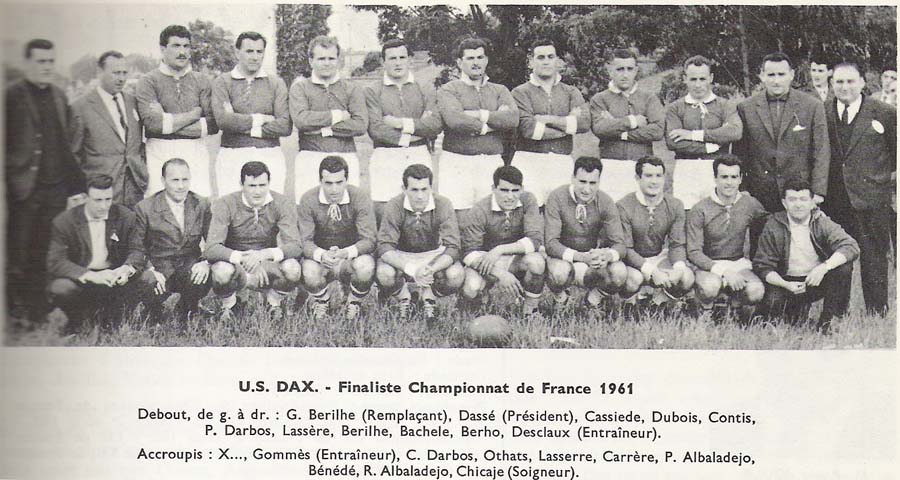 U.S. DAX. - Finaliste Championnat de France 1961
Debout, de g. à dr. : G. Berilhe (Remplaçant), Dassé (Président), Cassiede, Dubois, Contis,
P. Darbos, Lassère, Berilhe, Bachele, Berho, Desclaux (Entraîneur).
Accroupis : X..., Gommès (Entraîneur), C. Darbos, Othats, Lasserre, Carrère, P. Albaladejo,
Bénédé, R. Albaladejo, Chicaje (Soigneur).